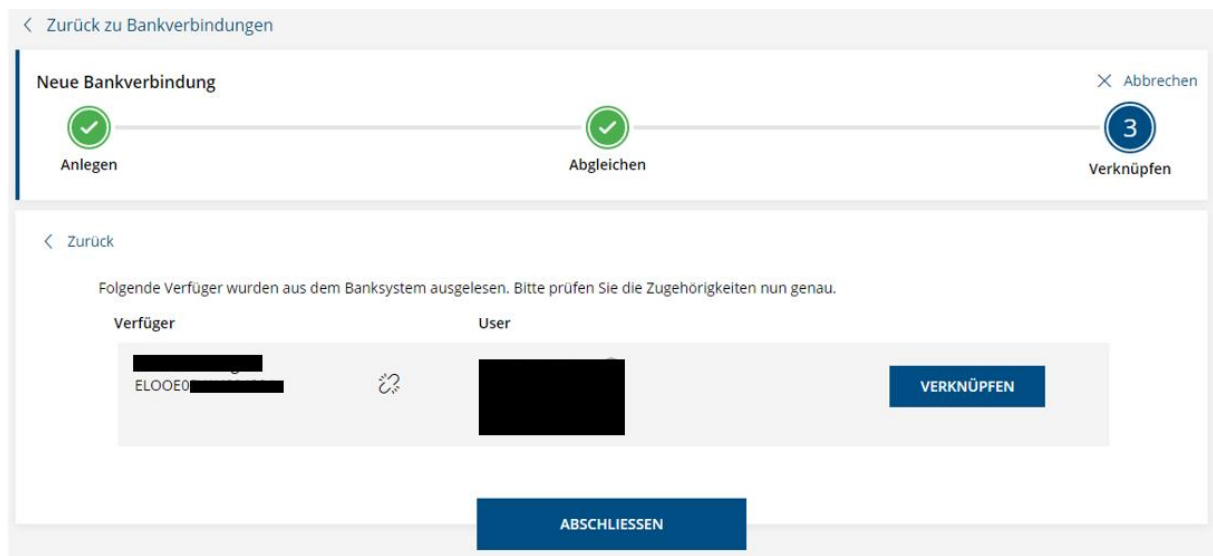 Zurück zu Bankverbindungen
Neue Bankverbindung
Abbrechen
3
Anlegen
Abgleichen
Verknüpfen
Zurück
Folgende Verfüger wurden aus dem Banksystem ausgelesen. Bitte prüfen Sie die Zugehörigkeiten nun genau.
Verfüger User
ELOOE0
VERKNÜPFEN
ABSCHLIESSEN